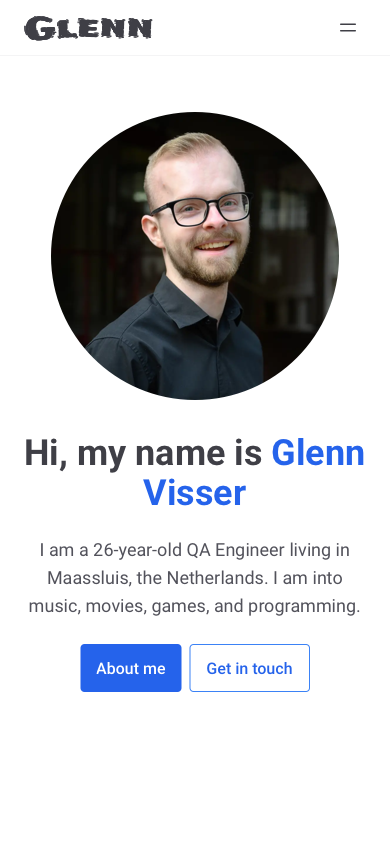 Glenn
Hi, my name is Glenn
Visser
I am a 26-year-old QA Engineer living in
Maassluis, the Netherlands. I am into
music, movies, games, and programming.
About me
Get in touch